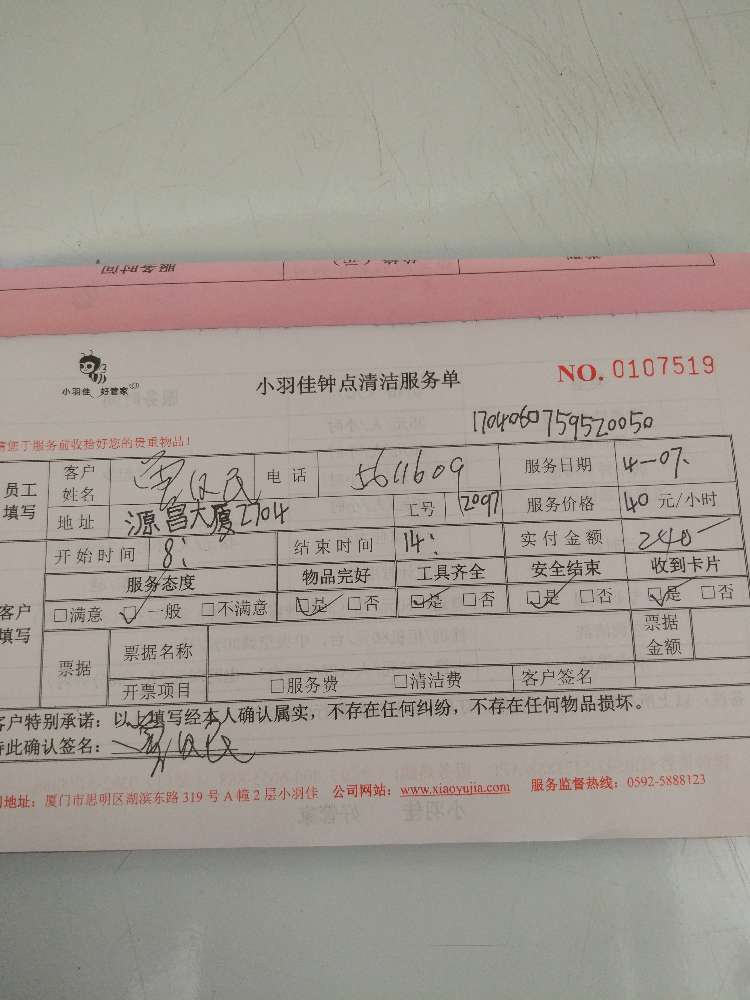 服务时间
小羽佳 好管家
小羽佳钟点清洁服务单
NO. 0107519
请您于服务前收拾好您的贵重物品！
1704060759520050
员工填写 客户姓名 电话 5611609 服务日期 4-07.
地址 源昌大厦2704 工号 2097 服务价格 40 元/小时
开始时间 8: 结束时间 14: 实付金额 240-
客户填写 服务态度 物品完好 工具齐全 安全结束 收到卡片
□满意 □一般 □不满意 □是 □否 □是 □否 □是 □否 □是 □否
票据 票据名称 票据金额
开票项目 □服务费 □清洁费 客户签名
客户特别承诺：以上填写经本人确认属实，不存在任何纠纷，不存在任何物品损坏。
特此确认签名：
司地址：厦门市思明区湖滨东路 319 号 A 幢 2 层小羽佳 公司网站：www.xiaoyujia.com 服务监督热线：0592-5888123